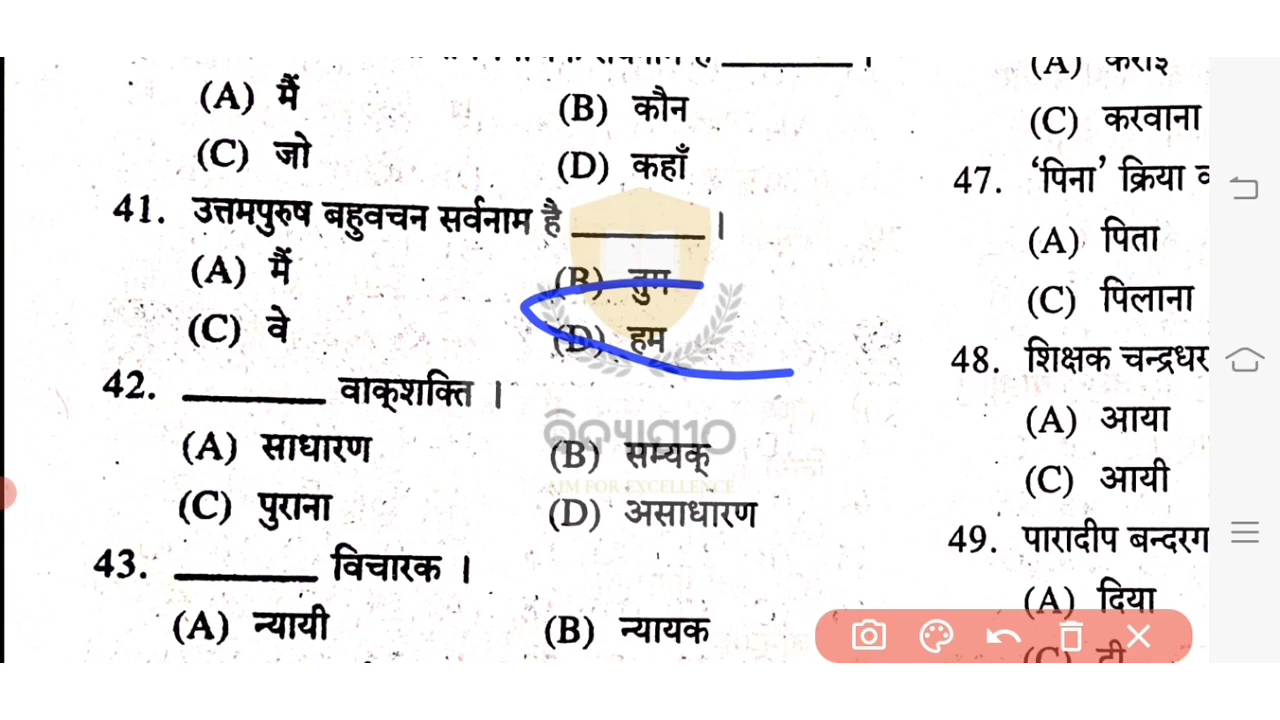 (A) मैं
(B) कौन
(C) जो
(D) कहाँ
41. उत्तमपुरुष बहुवचन सर्वनाम है ________ ।
(A) मैं
(B) तुम
(C) वे
(D) हम
42. ________ वाक्‌शक्ति ।
(A) साधारण
(B) सम्यक्
(C) पुराना
(D) असाधारण
43. ________ विचारक ।
(A) न्यायी
(B) न्यायक
(A) कराइ
(C) करवाना
47. ‘पिना’ क्रिया
(A) पिता
(C) पिलाना
48. शिक्षक चन्द्रधर
(A) आया
(C) आयी
49. पारादीप बन्दरग
(A) दिया
(C) दी
AIM FOR EXCELLENCE